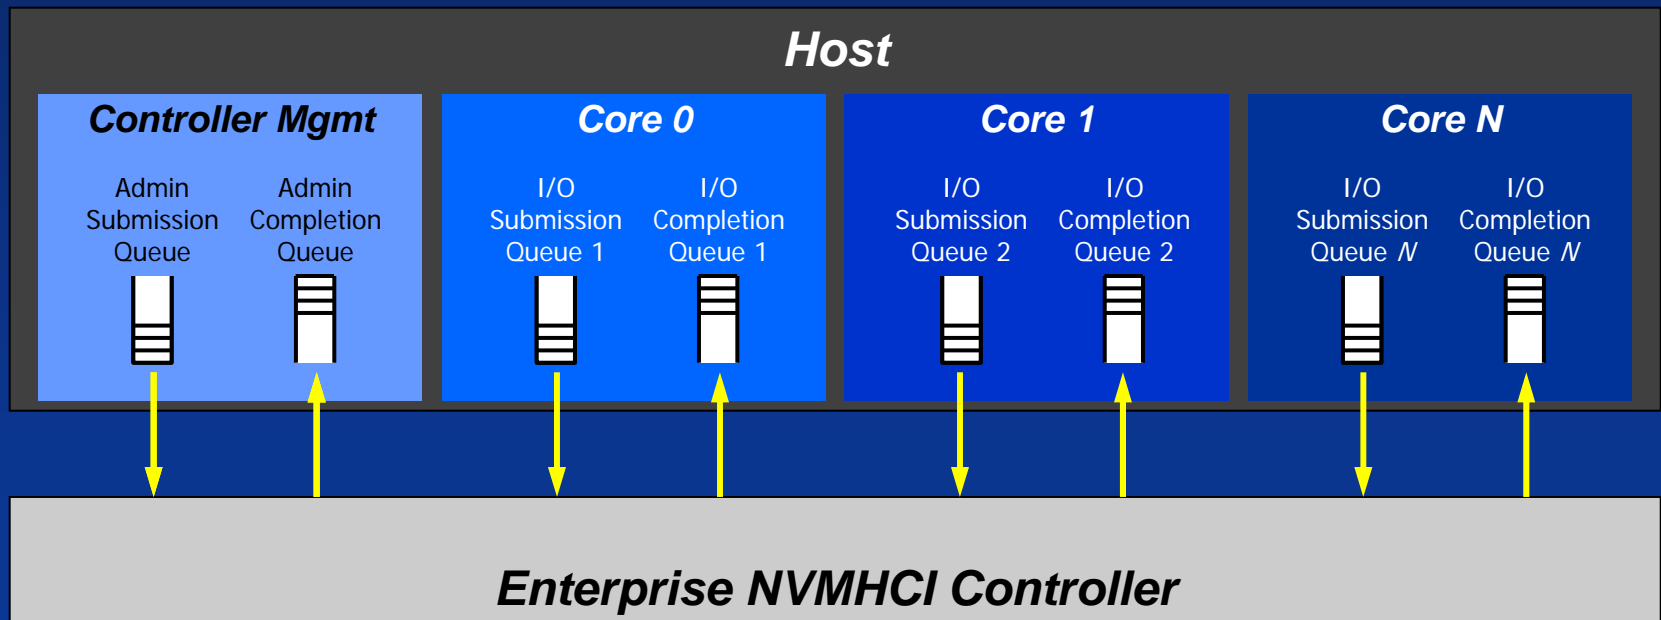 Host
Controller Mgmt
Admin
Submission
Queue
Admin
Completion
Queue
Core 0
I/O
Submission
Queue 1
I/O
Completion
Queue 1
Core 1
I/O
Submission
Queue 2
I/O
Completion
Queue 2
Core N
I/O
Submission
Queue N
I/O
Completion
Queue N
Enterprise NVMHCI Controller